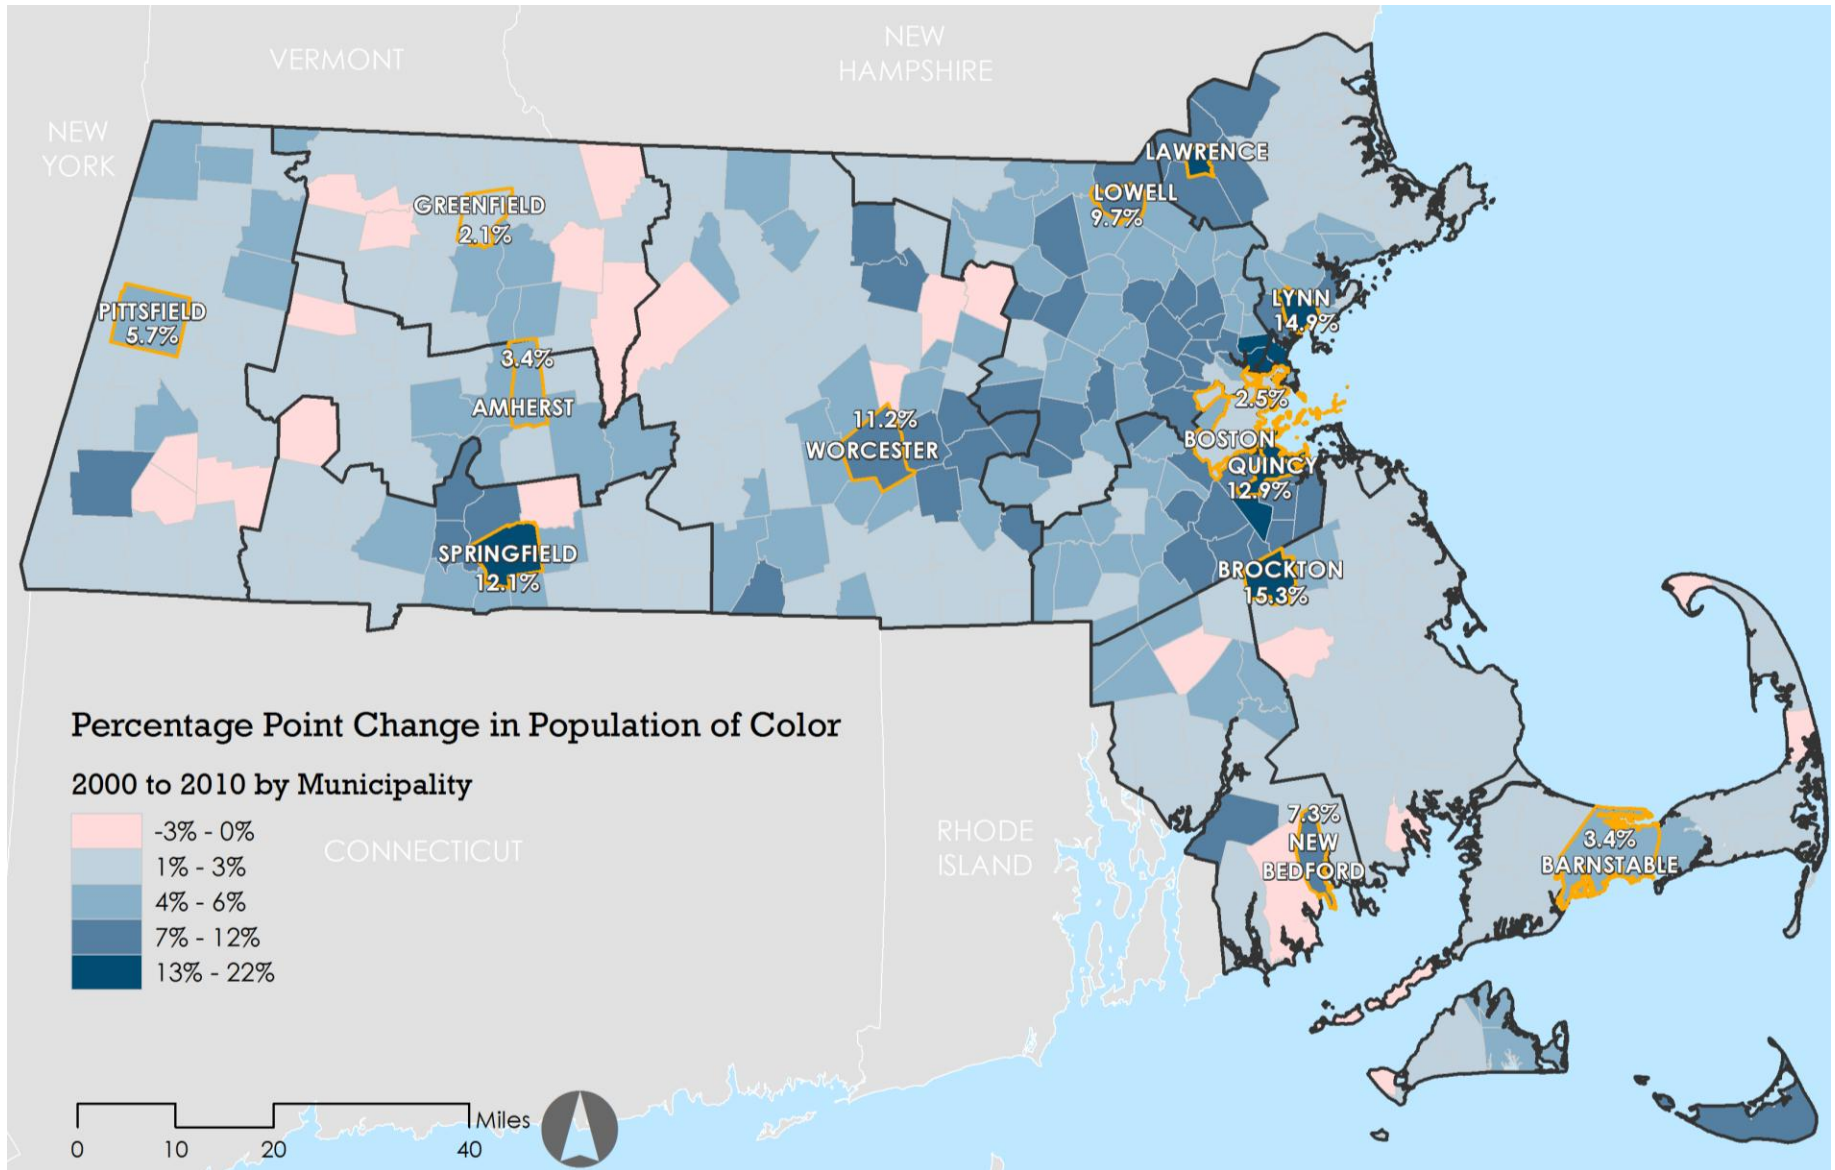 VERMONT
NEW
HAMPSHIRE
NEW
YORK
LAWRENCE
LOWELL
9.7%
GREENFIELD
2.1%
PITTSFIELD
5.7%
LYNN
14.9%
3.4%
AMHERST
2.5%
BOSTON
11.2%
WORCESTER
QUINCY
12.9%
SPRINGFIELD
12.1%
BROCKTON
15.3%
Percentage Point Change in Population of Color
2000 to 2010 by Municipality
-3% - 0%
1% - 3%
4% - 6%
7% - 12%
13% - 22%
CONNECTICUT
RHODE
ISLAND
7.3%
NEW
BEDFORD
3.4%
BARNSTABLE
Miles
0 10 20 40